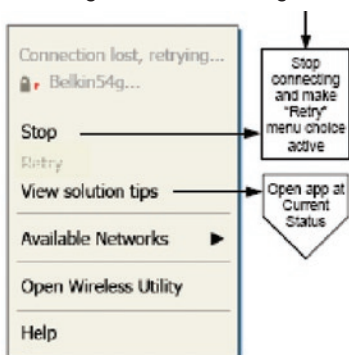 Connection lost, retrying...
Belkin54g...
Stop
Retry
View solution tips
Available Networks
Open Wireless Utility
Help
Stop
connecting
and make
"Retry"
menu choice
active
Open app at
Current
Status